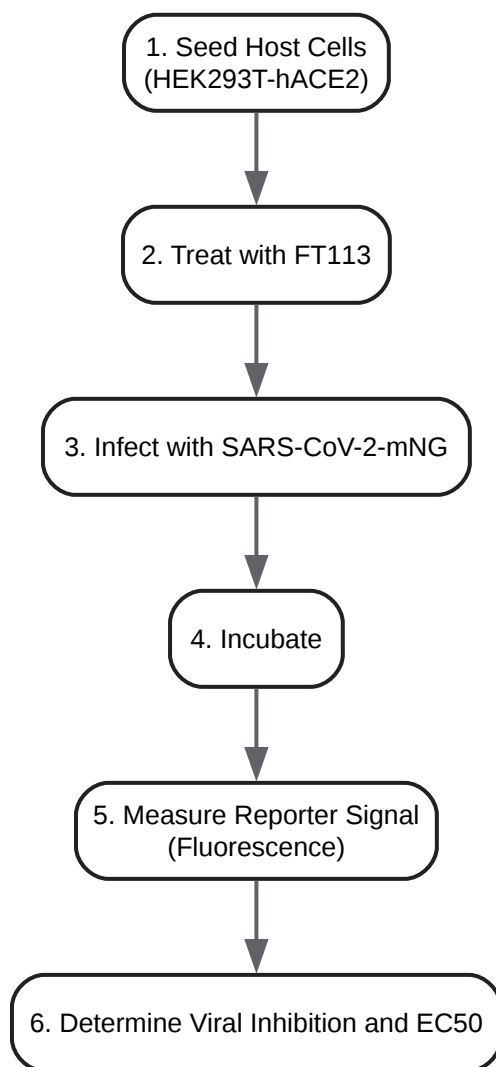 1. Seed Host Cells
(HEK293T-hACE2)
2. Treat with FT113
3. Infect with SARS-CoV-2-mNG
4. Incubate
5. Measure Reporter Signal
(Fluorescence)
6. Determine Viral Inhibition and EC50